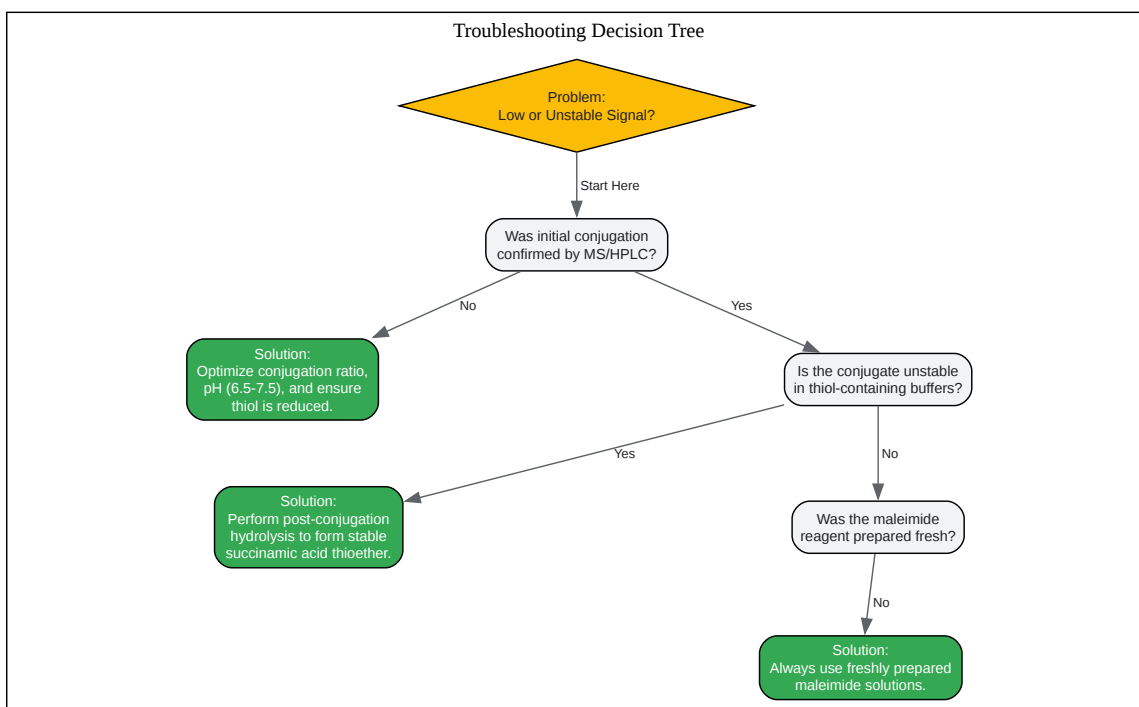 Troubleshooting Decision Tree
Problem:
Low or Unstable Signal?
Start Here
Was initial conjugation
confirmed by MS/HPLC?
No
Yes
Solution:
Optimize conjugation ratio,
pH (6.5-7.5), and ensure
thiol is reduced.
Is the conjugate unstable
in thiol-containing buffers?
Yes
No
Solution:
Perform post-conjugation
hydrolysis to form stable
succinamic acid thioether.
Was the maleimide
reagent prepared fresh?
No
Solution:
Always use freshly prepared
maleimide solutions.